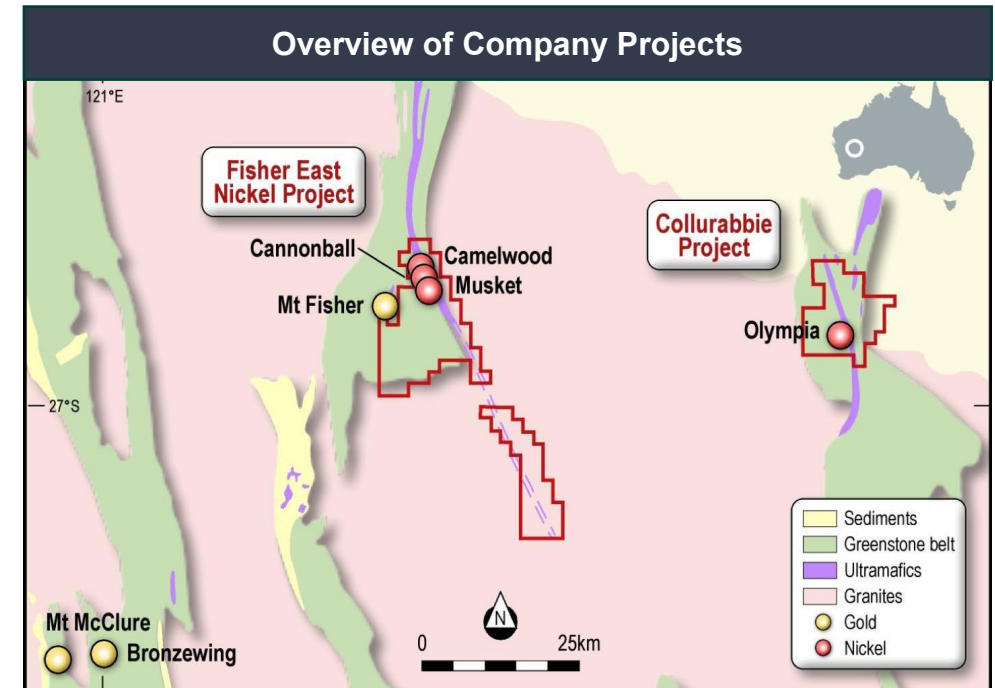 Overview of Company Projects
121°E
Fisher East
Nickel Project
Cannonball
Camelwood
Musket
Mt Fisher
Collurabbie
Project
Olympia
27°S
Sediments
Greenstone belt
Ultramafics
Granites
Gold
Nickel
N
0
25km
Mt McClure
Bronzewing